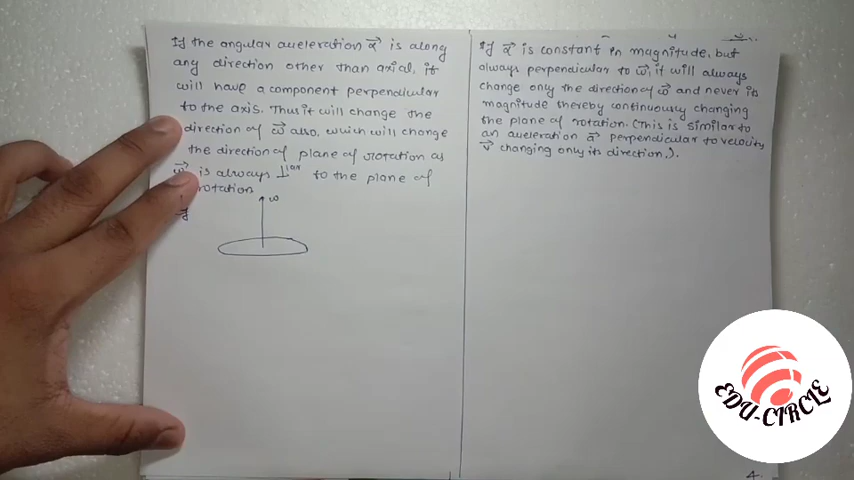 If the angular aueleration α⃗ is along
any direction other than axial, it
will have a component perpendicular
to the axis. Thus it will change the
direction of ω⃗ also, which will change
the direction of plane of rotation as
ω⃗ is always ⊥ar to the plane of
rotation
ω
If α⃗ is constant in magnitude, but
always perpendicular to ω⃗, it will always
change only the direction of ω⃗ and never its
magnitude thereby continuously changing
the plane of rotation. (This is similar to
an aueleration a⃗ perpendicular to velocity
v⃗ changing only its direction.).
4.
EDU-CIRCLE